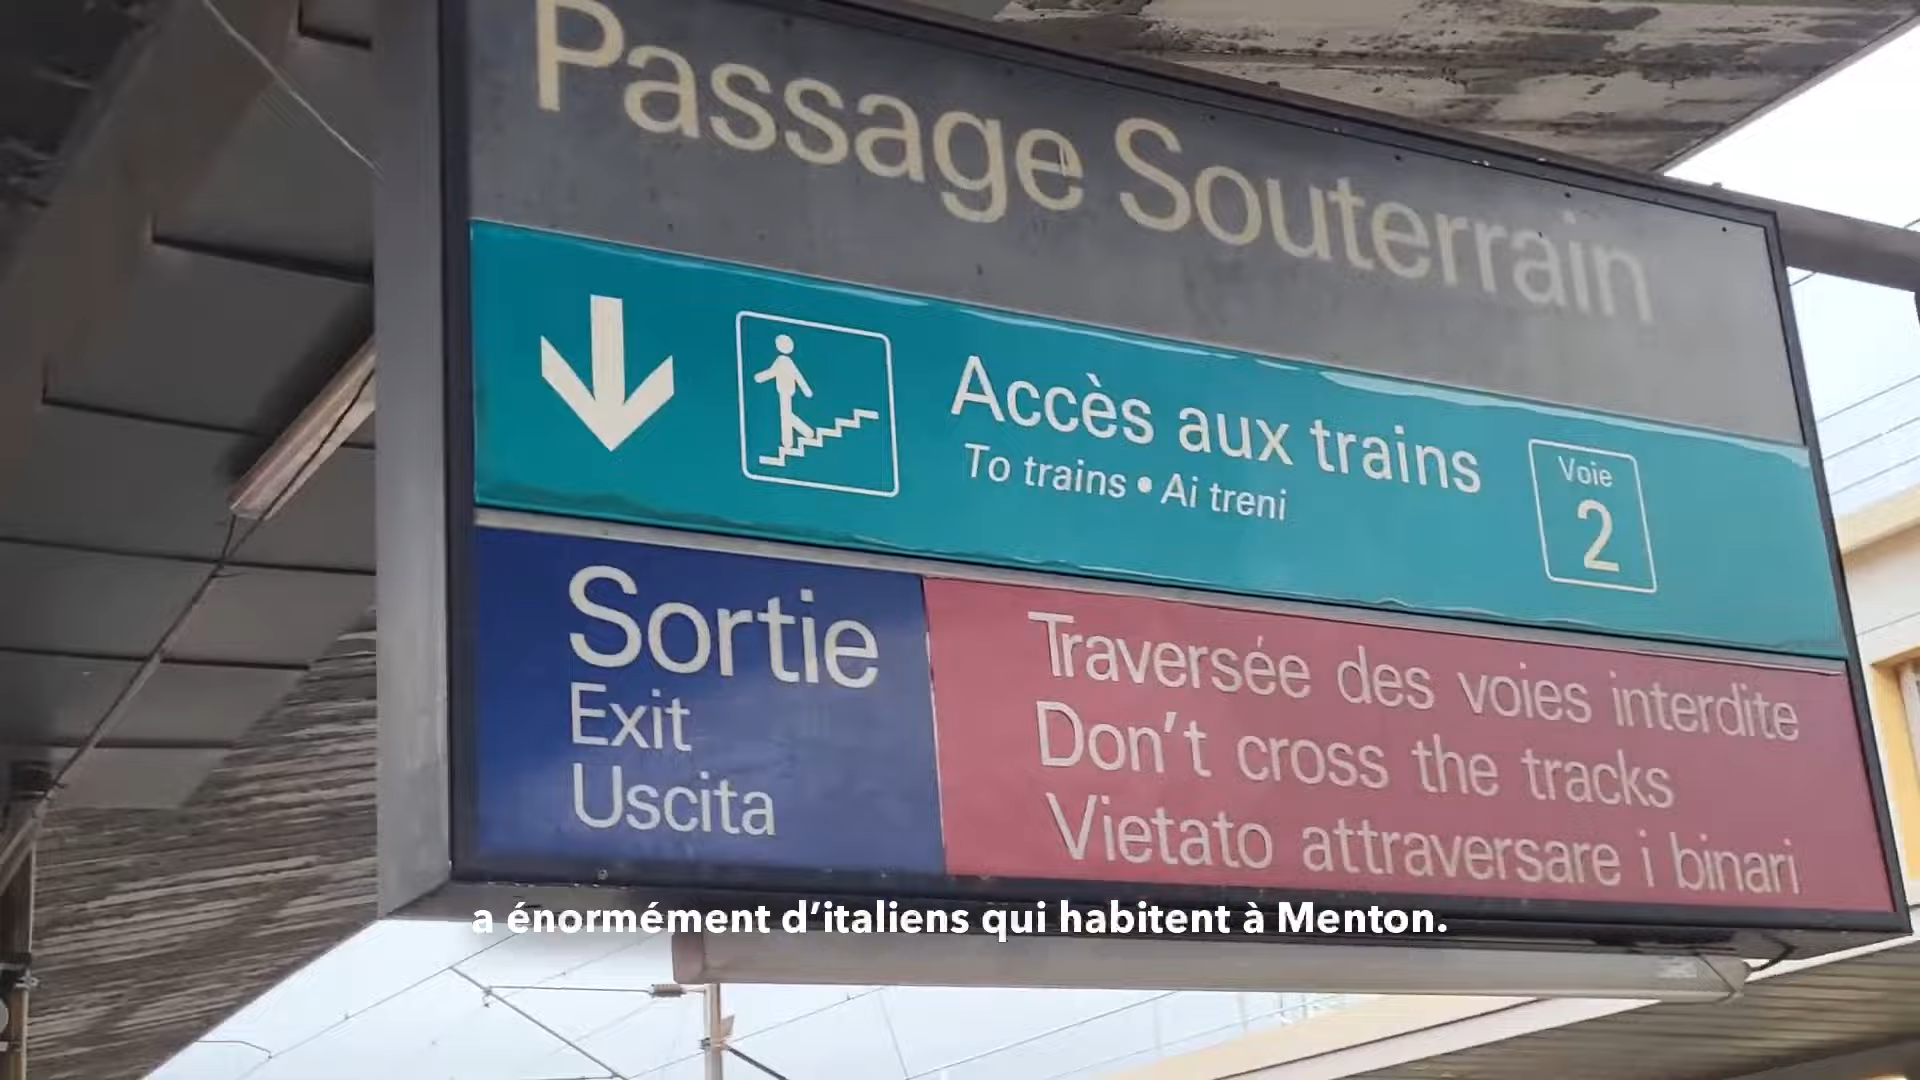 Passage Souterrain
Accès aux trains
To trains • Ai treni
Voie
2
Sortie
Exit
Uscita
Traversée des voies interdite
Don't cross the tracks
Vietato attraversare i binari
a énormément d'italiens qui habitent à Menton.